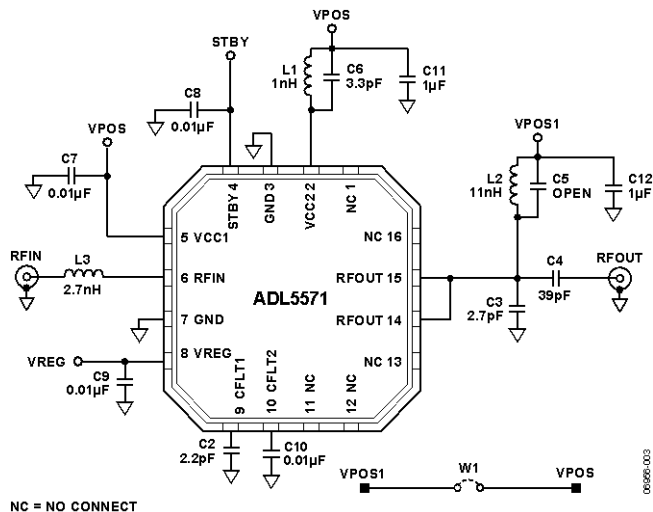 VPOS
STBY
L1
1nH
C6
3.3pF
C11
1µF
C8
0.01µF
VPOS
C7
0.01µF
VPOS1
L2
11nH
C5
OPEN
C12
1µF
STBY 4
GND 3
VCC2 2
NC 1
5 VCC1
NC 16
RFIN
L3
2.7nH
6 RFIN
RFOUT 15
C4
39pF
RFOUT
ADL5571
7 GND
RFOUT 14
C3
2.7pF
VREG
8 VREG
NC 13
C9
0.01µF
9 CFLT1
10 CFLT2
11 NC
12 NC
C2
2.2pF
C10
0.01µF
VPOS1
W1
VPOS
NC = NO CONNECT
06956-003